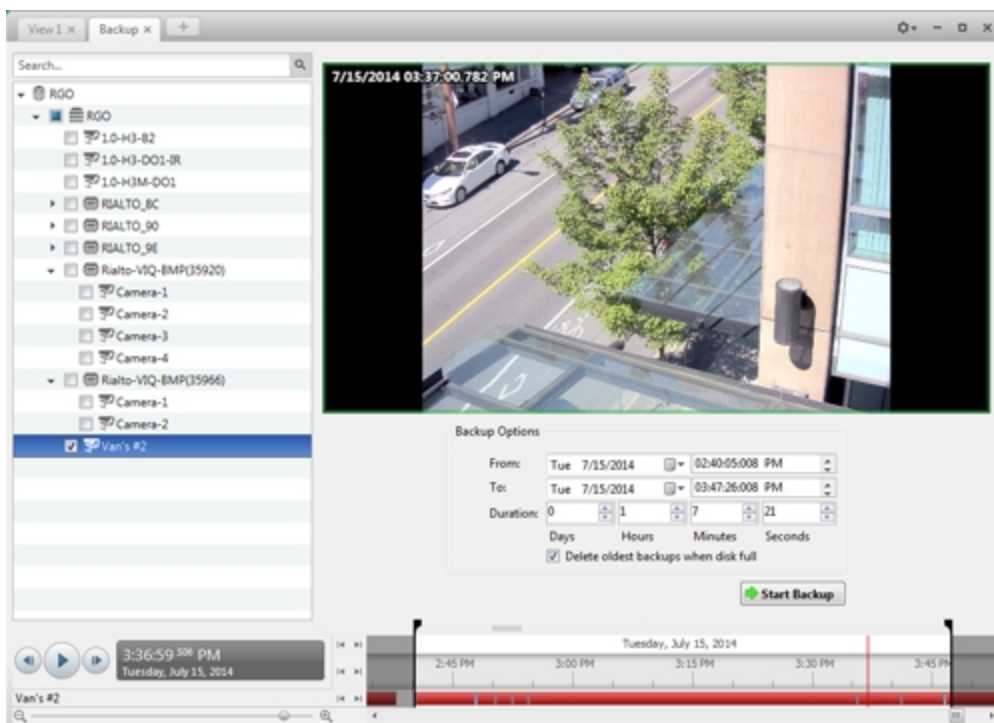 View 1 ×
Backup ×
+
Search...
7/15/2014 03:37:00.782 PM
RGO
RGO
1.0-H3-B2
1.0-H3-DO1-IR
1.0-H3M-DO1
RIALTO_8C
RIALTO_90
RIALTO_9E
Rialto-VIQ-BMP(35920)
Camera-1
Camera-2
Camera-3
Camera-4
Rialto-VIQ-BMP(35966)
Camera-1
Camera-2
Van's #2
Backup Options
From: Tue 7/15/2014 02:40:05:008 PM
To: Tue 7/15/2014 03:47:26:008 PM
Duration: 0 1 7 21
Days Hours Minutes Seconds
Delete oldest backups when disk full
Start Backup
3:36:59.506 PM
Tuesday, July 15, 2014
Tuesday, July 15, 2014
2:45 PM 3:00 PM 3:15 PM 3:30 PM 3:45 PM
Van's #2